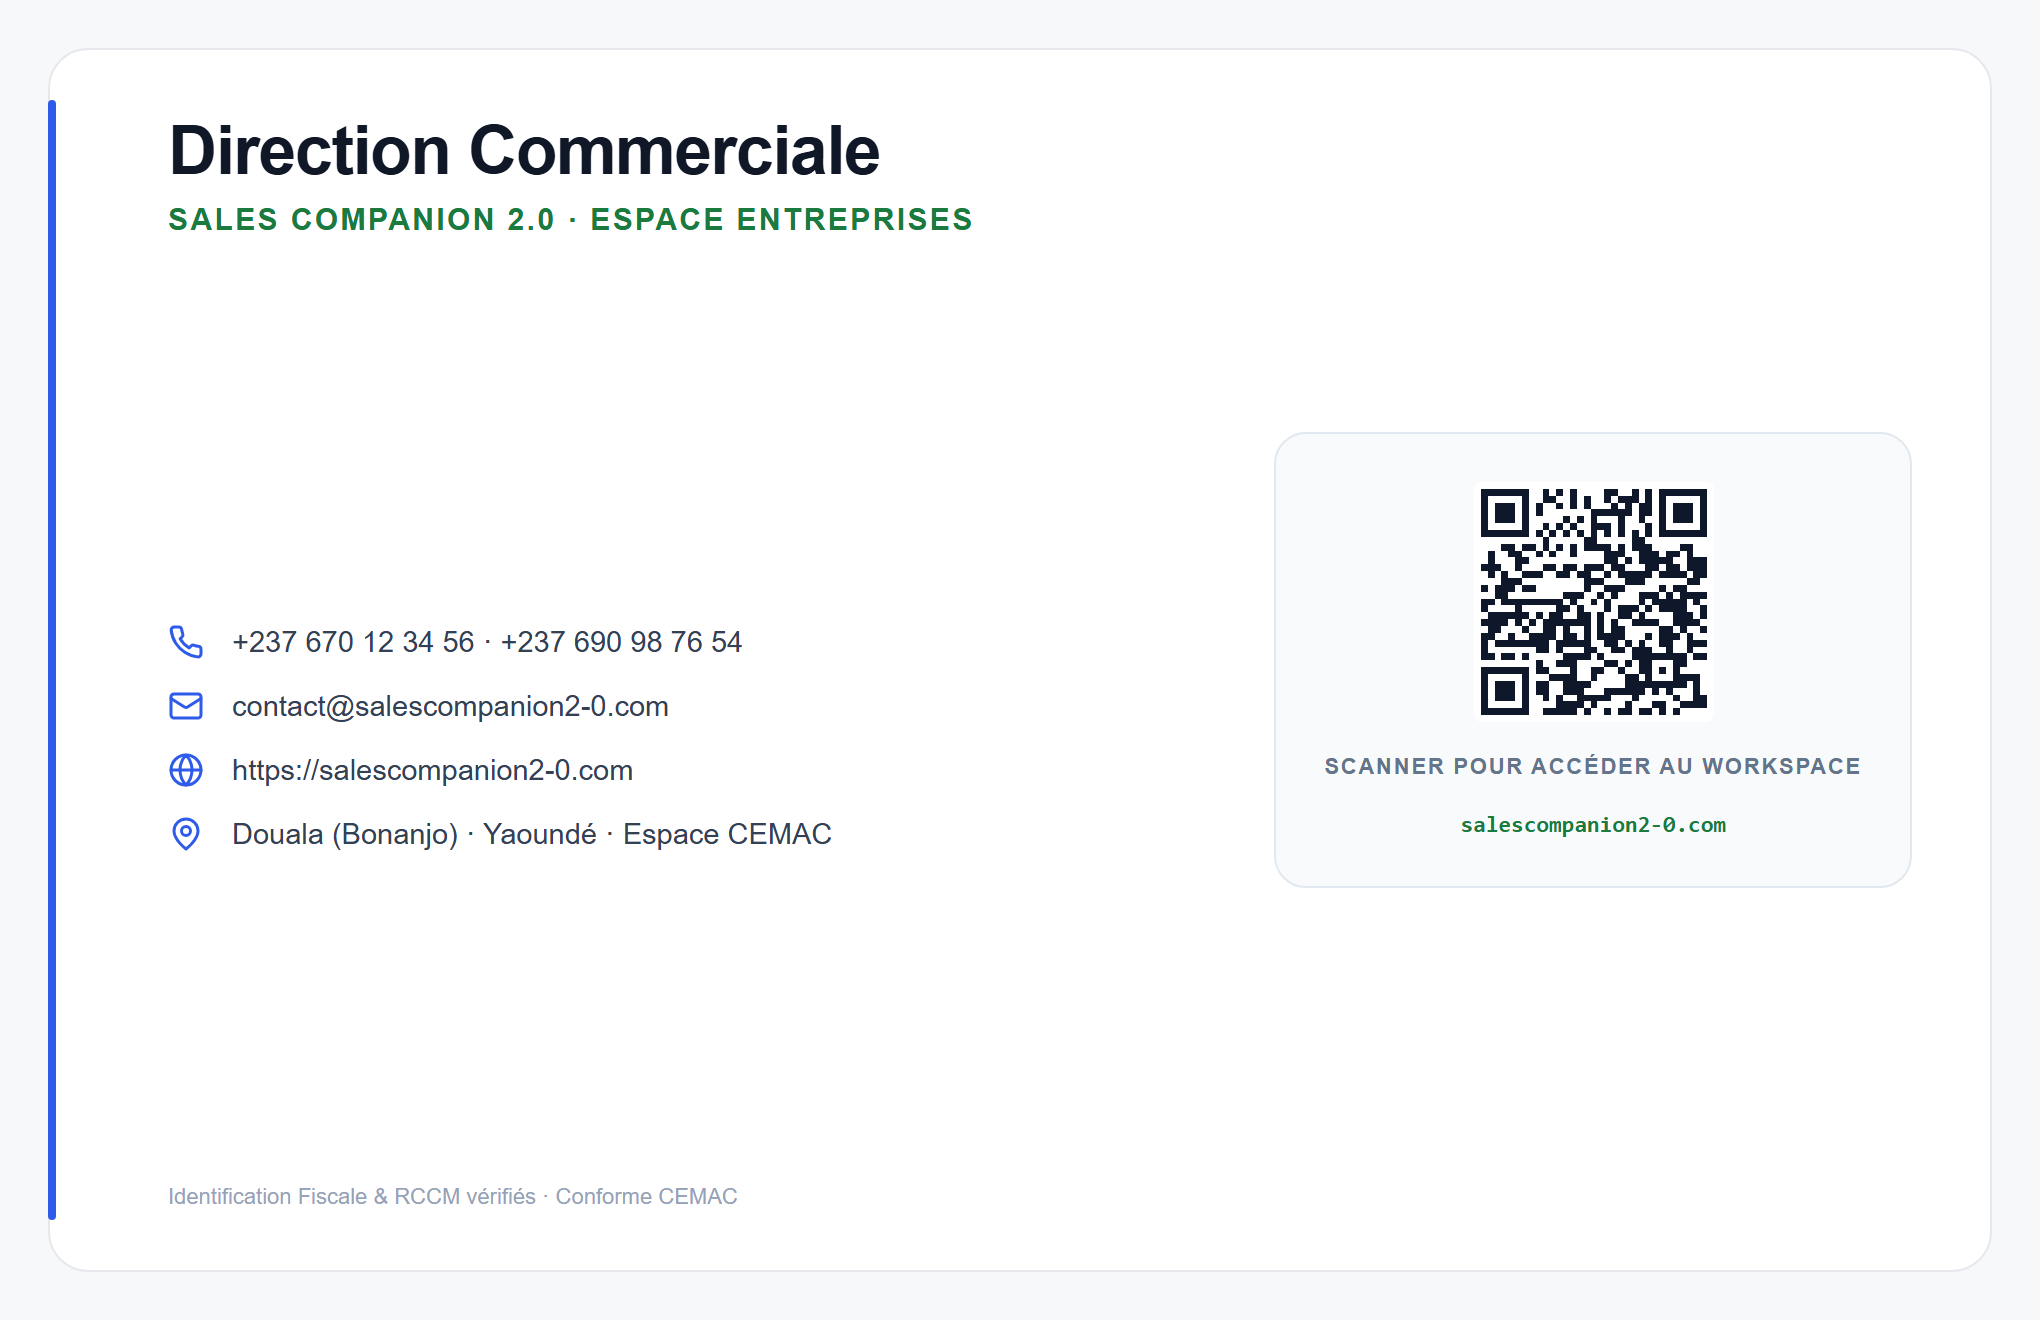 Direction Commerciale
SALES COMPANION 2.0 · ESPACE ENTREPRISES
+237 670 12 34 56 · +237 690 98 76 54
contact@salescompanion2-0.com
https://salescompanion2-0.com
Douala (Bonanjo) · Yaoundé · Espace CEMAC
SCANNER POUR ACCÉDER AU WORKSPACE
salescompanion2-0.com
Identification Fiscale & RCCM vérifiés · Conforme CEMAC